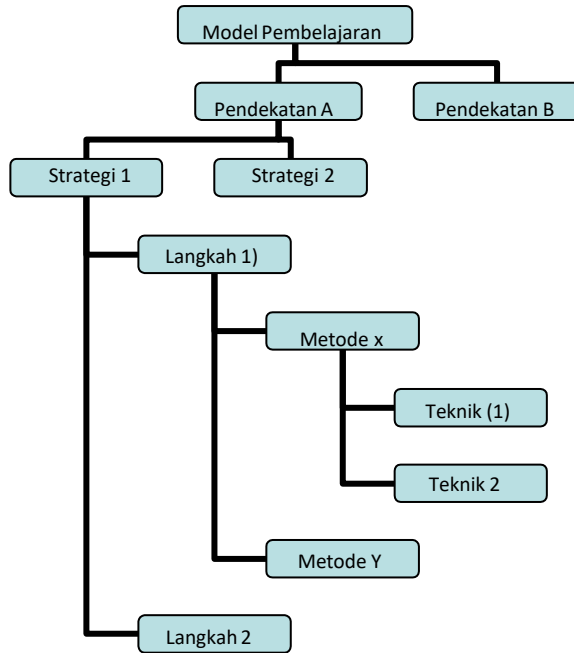 Model Pembelajaran
Pendekatan A
Pendekatan B
Strategi 1
Strategi 2
Langkah 1)
Metode x
Teknik (1)
Teknik 2
Metode Y
Langkah 2